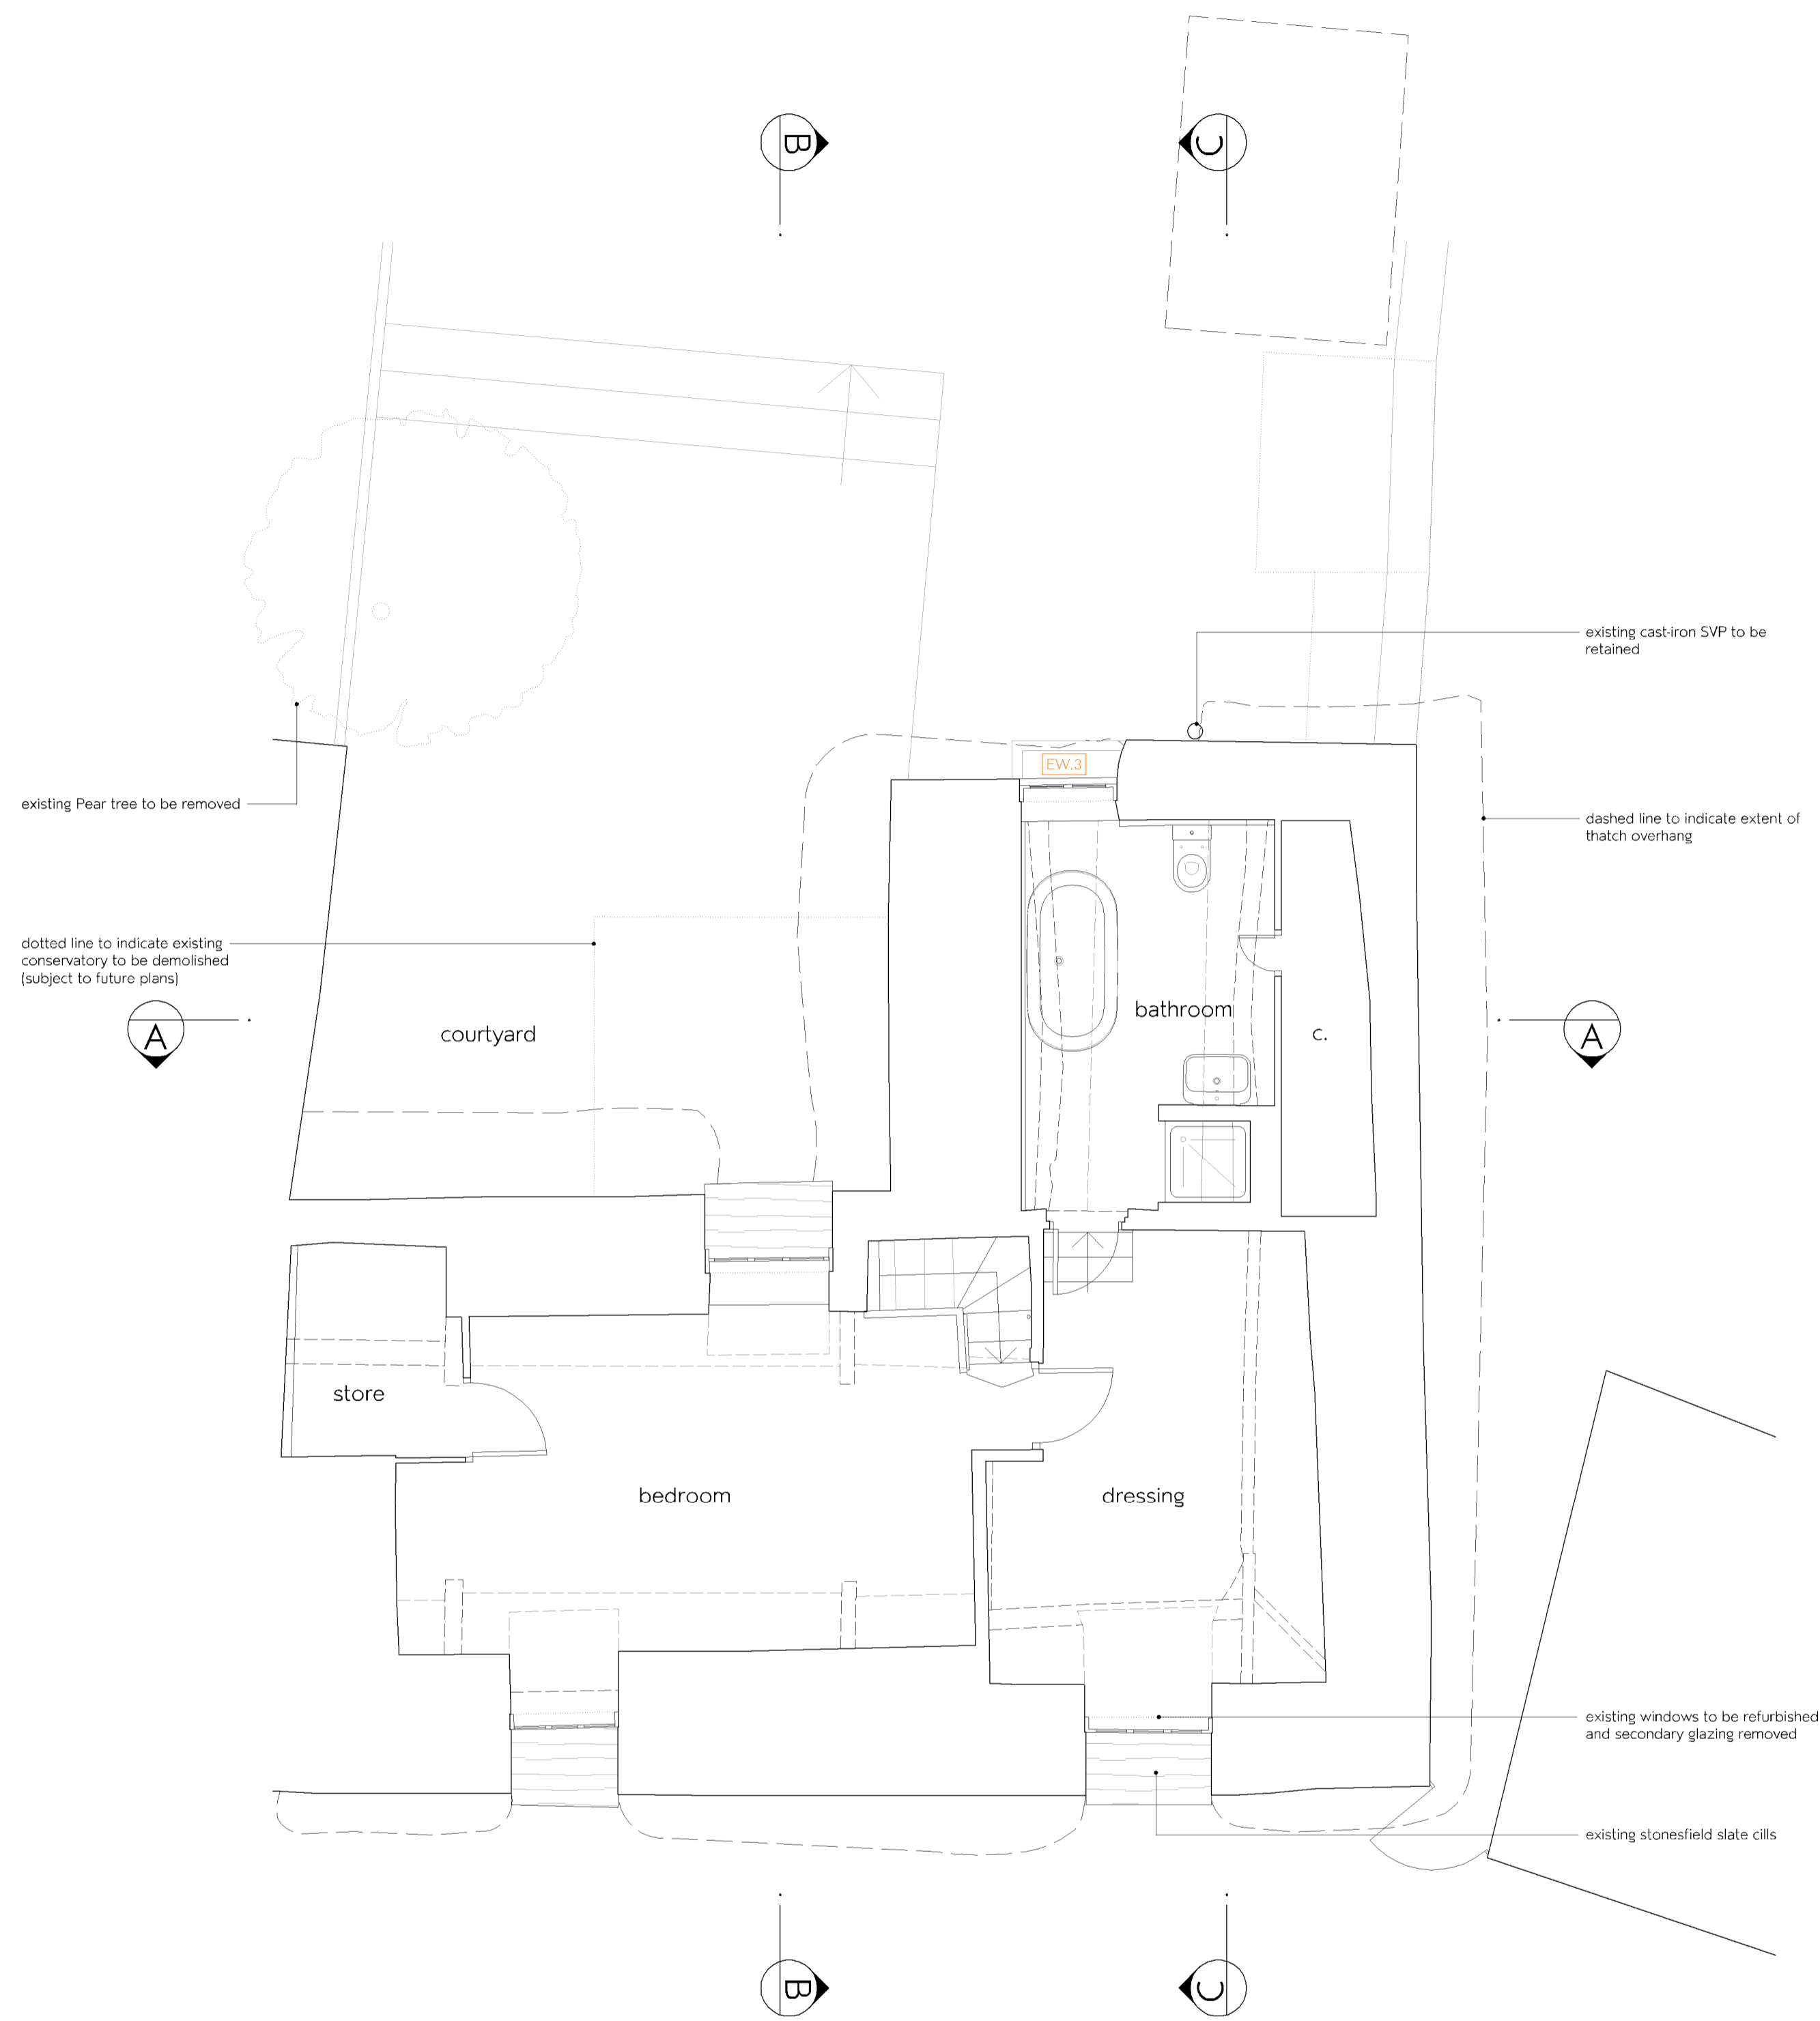 B
C
existing cast-iron SVP to be
retained
EW.3
existing Pear tree to be removed
dashed line to indicate extent of
thatch overhang
dotted line to indicate existing
conservatory to be demolished
(subject to future plans)
bathroom
courtyard
c.
A
A
store
bedroom
dressing
existing windows to be refurbished
and secondary glazing removed
existing stonesfield slate cills
B
C